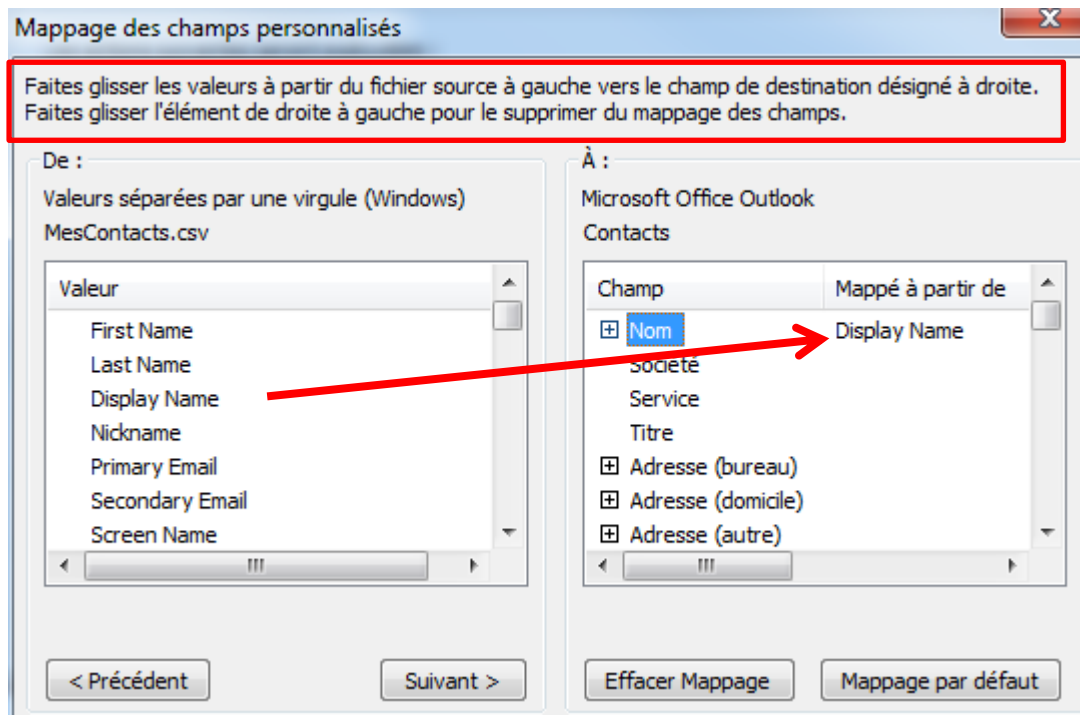 Mappage des champs personnalisés
Faites glisser les valeurs à partir du fichier source à gauche vers le champ de destination désigné à droite.
Faites glisser l'élément de droite à gauche pour le supprimer du mappage des champs.
De :
Valeurs séparées par une virgule (Windows)
MesContacts.csv
Valeur
First Name
Last Name
Display Name
Nickname
Primary Email
Secondary Email
Screen Name
< Précédent
Suivant >
À :
Microsoft Office Outlook
Contacts
Champ Mappé à partir de
Nom Display Name
Société
Service
Titre
Adresse (bureau)
Adresse (domicile)
Adresse (autre)
Effacer Mappage
Mappage par défaut